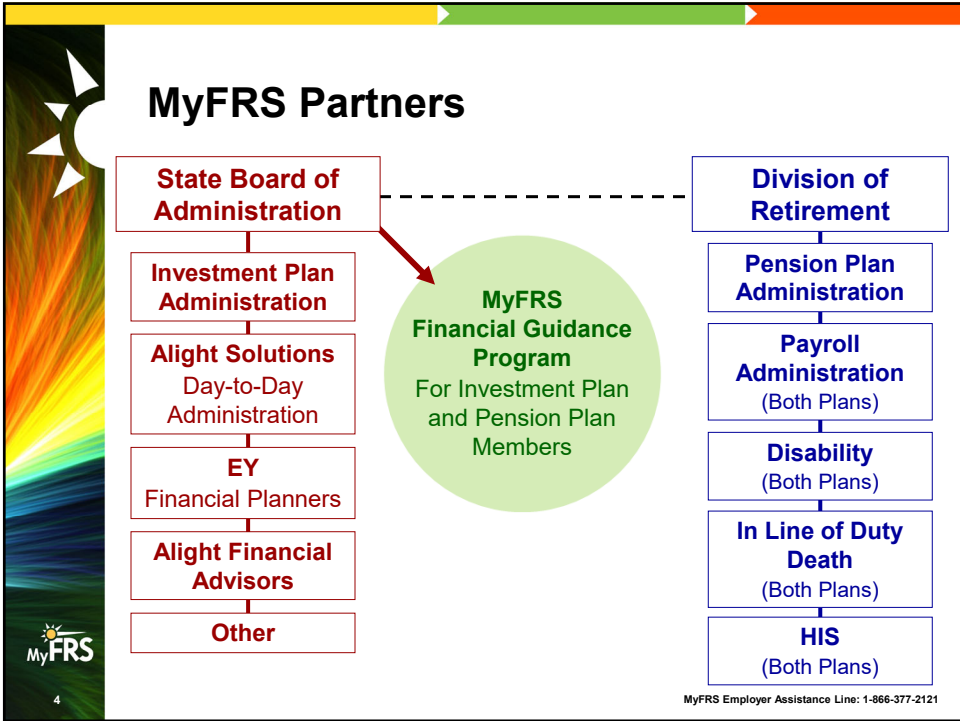 MyFRS Partners
State Board of
Administration
Investment Plan
Administration
Alight Solutions
Day-to-Day
Administration
EY
Financial Planners
Alight Financial
Advisors
Other
MyFRS
Financial Guidance
Program
For Investment Plan
and Pension Plan
Members
Division of
Retirement
Pension Plan
Administration
Payroll
Administration
(Both Plans)
Disability
(Both Plans)
In Line of Duty
Death
(Both Plans)
HIS
(Both Plans)
MyFRS
4
MyFRS Employer Assistance Line: 1-866-377-2121